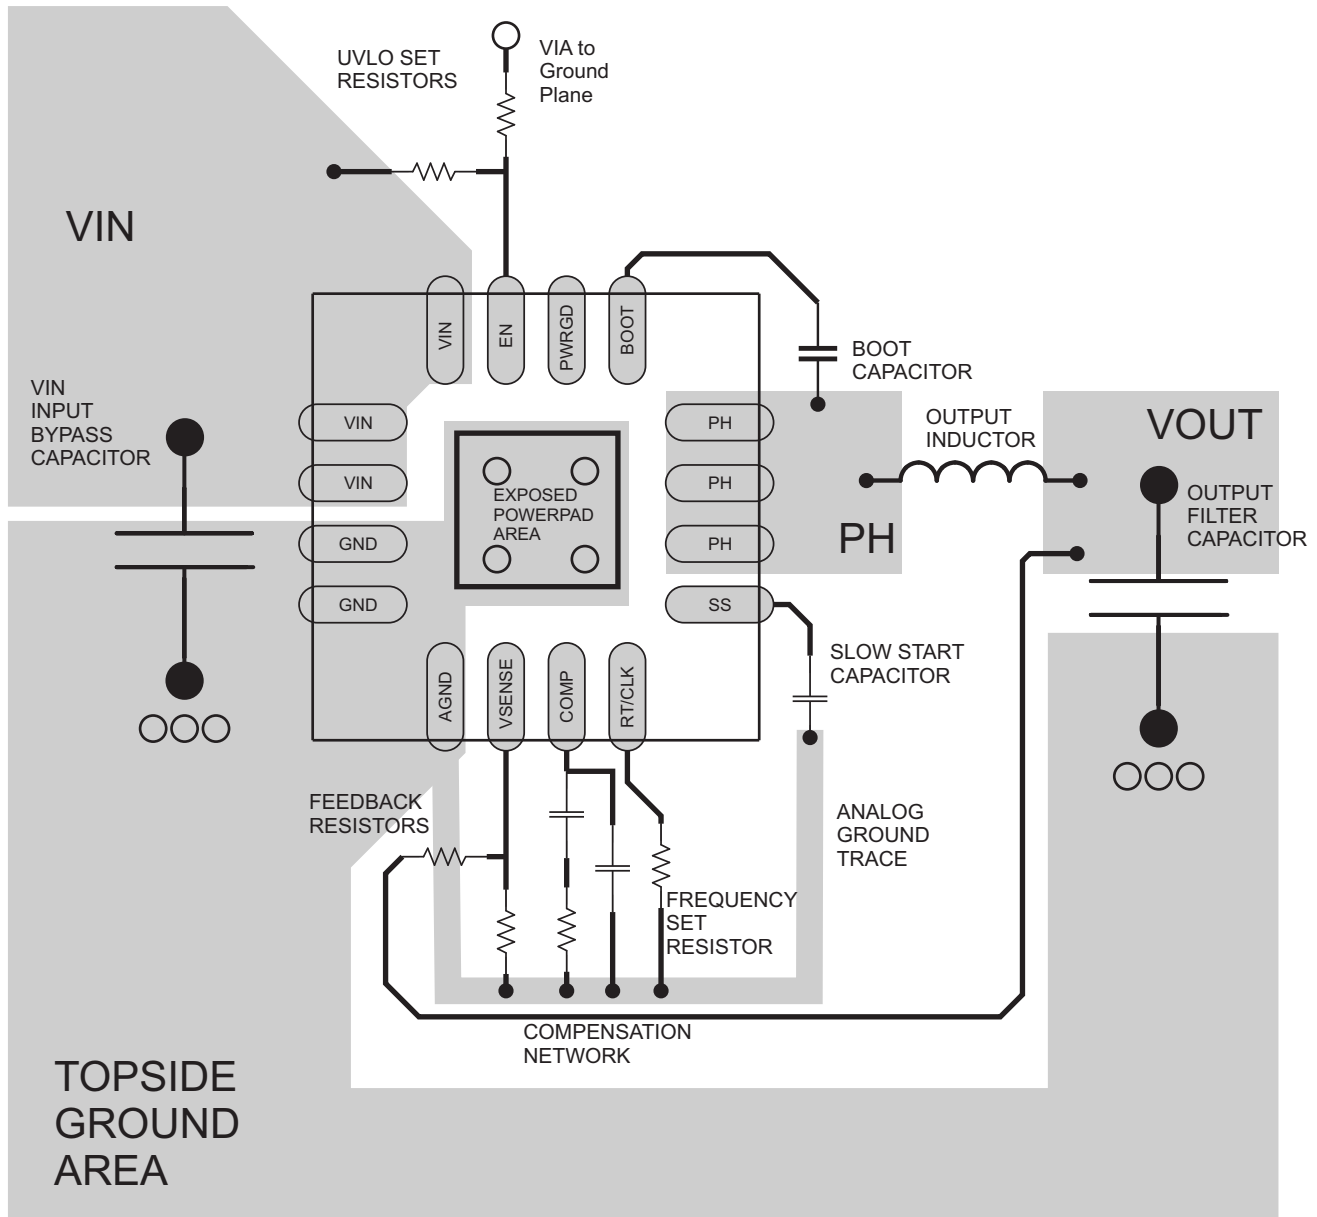 UVLO SET
RESISTORS
VIA to
Ground
Plane
VIN
VIN
EN
PWRGD
BOOT
BOOT
CAPACITOR
VIN
INPUT
BYPASS
CAPACITOR
VIN
VIN
GND
GND
EXPOSED
POWERPAD
AREA
PH
PH
PH
SS
PH
OUTPUT
INDUCTOR
VOUT
OUTPUT
FILTER
CAPACITOR
AGND
VSENSE
COMP
RT/CLK
SLOW START
CAPACITOR
FEEDBACK
RESISTORS
ANALOG
GROUND
TRACE
FREQUENCY
SET
RESISTOR
COMPENSATION
NETWORK
TOPSIDE
GROUND
AREA